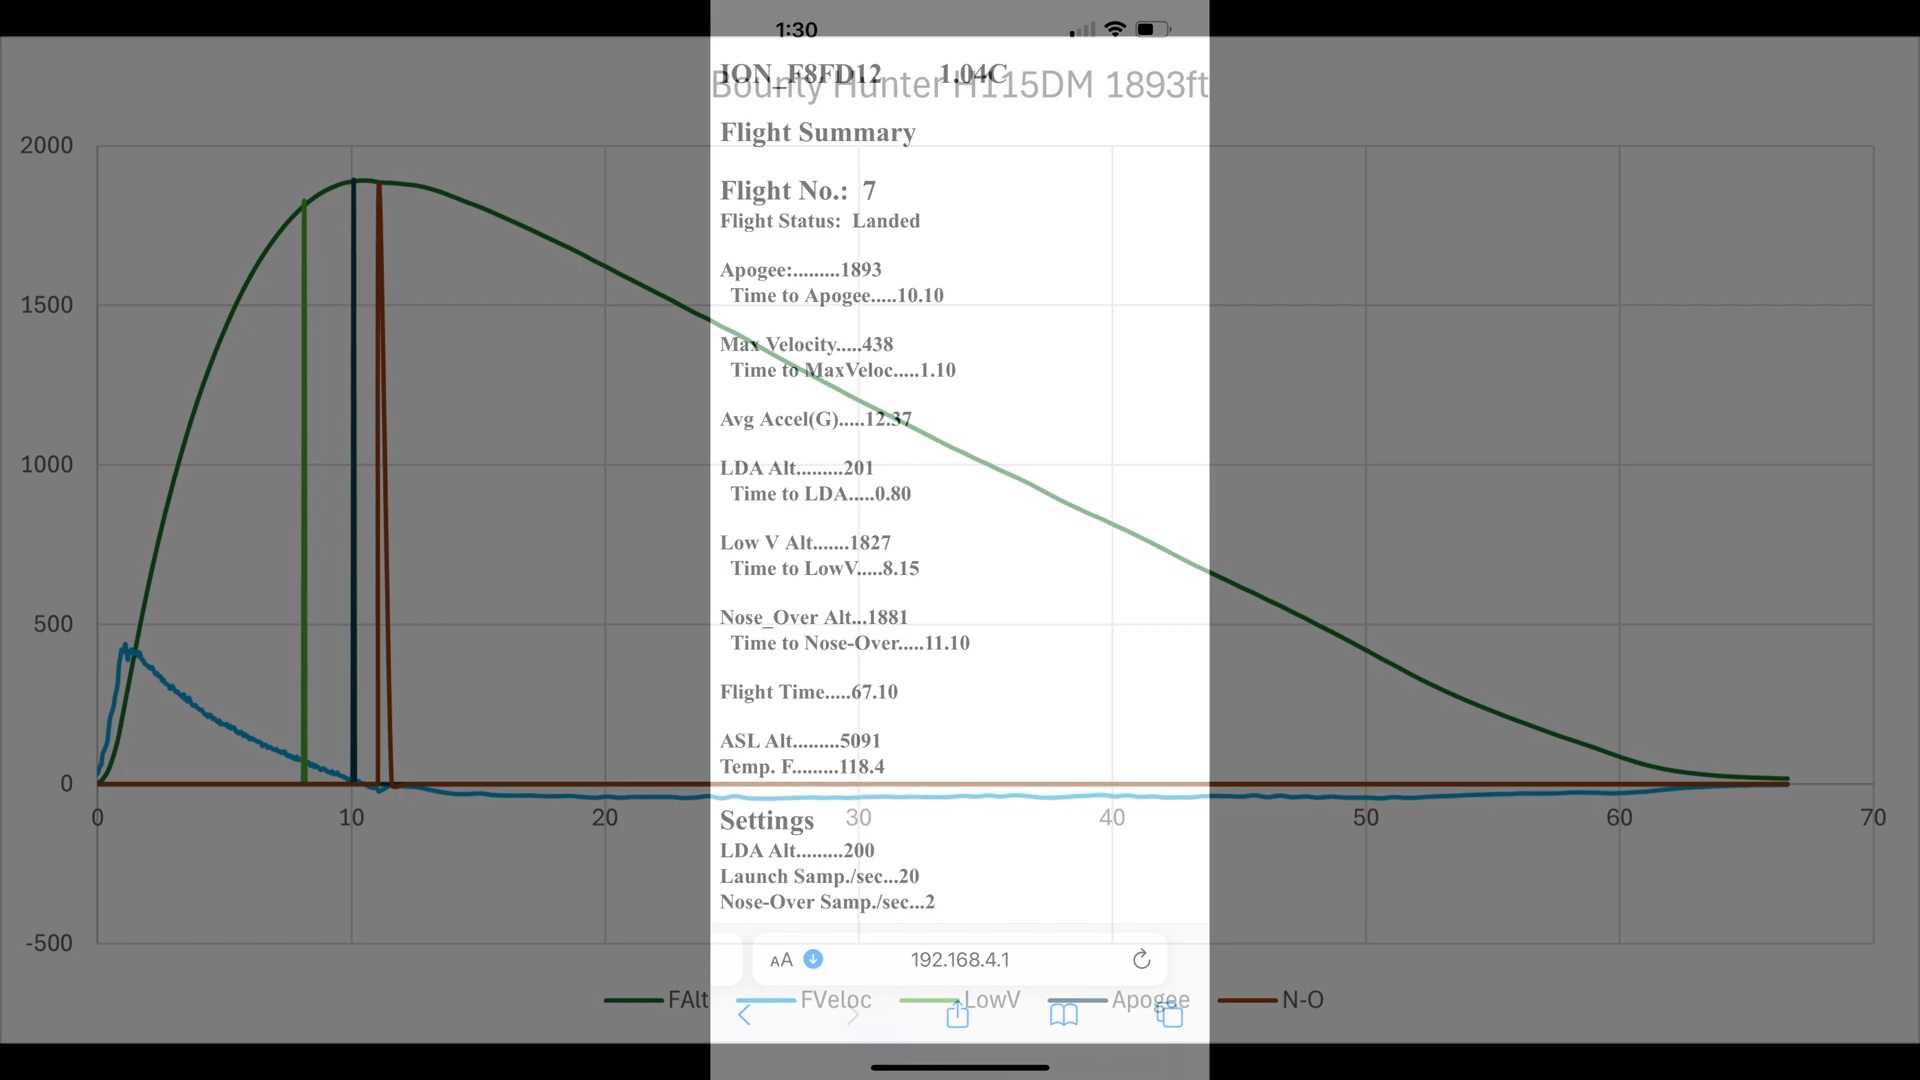 1:30
ION_F8FD12 1.04C
Bounty Hunter H115DM 1893ft
Flight Summary
Flight No.: 7
Flight Status: Landed
Apogee:.........1893
Time to Apogee.....10.10
Max Velocity.....438
Time to MaxVeloc.....1.10
Avg Accel(G).....12.37
LDA Alt.........201
Time to LDA.....0.80
Low V Alt.......1827
Time to LowV.....8.15
Nose_Over Alt...1881
Time to Nose-Over.....11.10
Flight Time.....67.10
ASL Alt.........5091
Temp. F.........118.4
Settings
LDA Alt.........200
Launch Samp./sec...20
Nose-Over Samp./sec...2
AA 192.168.4.1
2000
1500
1000
500
0
-500
0 10 20 30 40 50 60 70
FAlt FVeloc LowV Apogee N-O